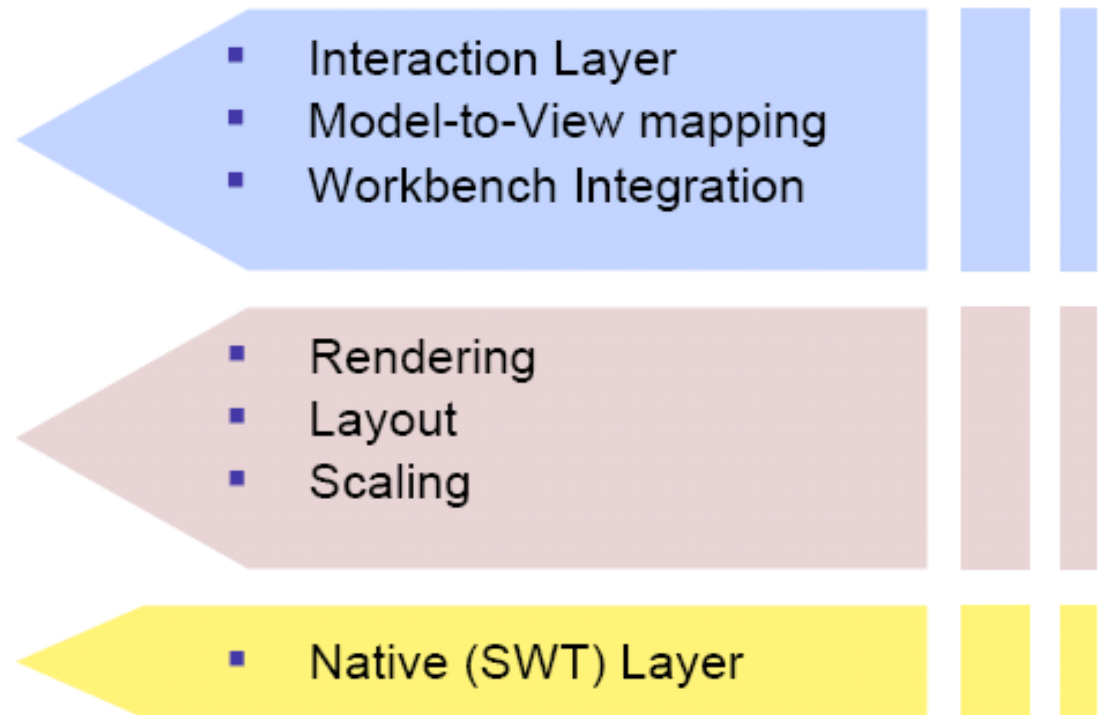 Interaction Layer
Model-to-View mapping
Workbench Integration
Rendering
Layout
Scaling
Native (SWT) Layer